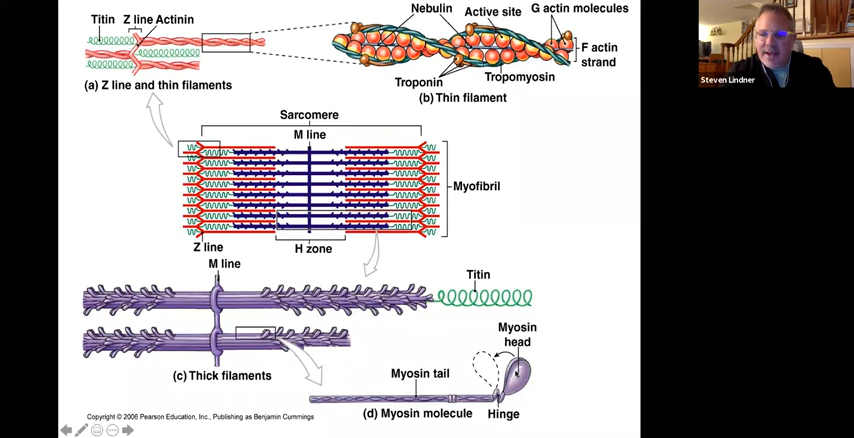 Titin
Z line Actinin
(a) Z line and thin filaments
Nebulin
Active site
G actin molecules
F actin
strand
Troponin
Tropomyosin
(b) Thin filament
Steven Lindner
Sarcomere
M line
Myofibril
Z line
H zone
M line
Titin
(c) Thick filaments
Myosin
head
Myosin tail
(d) Myosin molecule
Hinge
Copyright © 2006 Pearson Education, Inc., Publishing as Benjamin Cummings